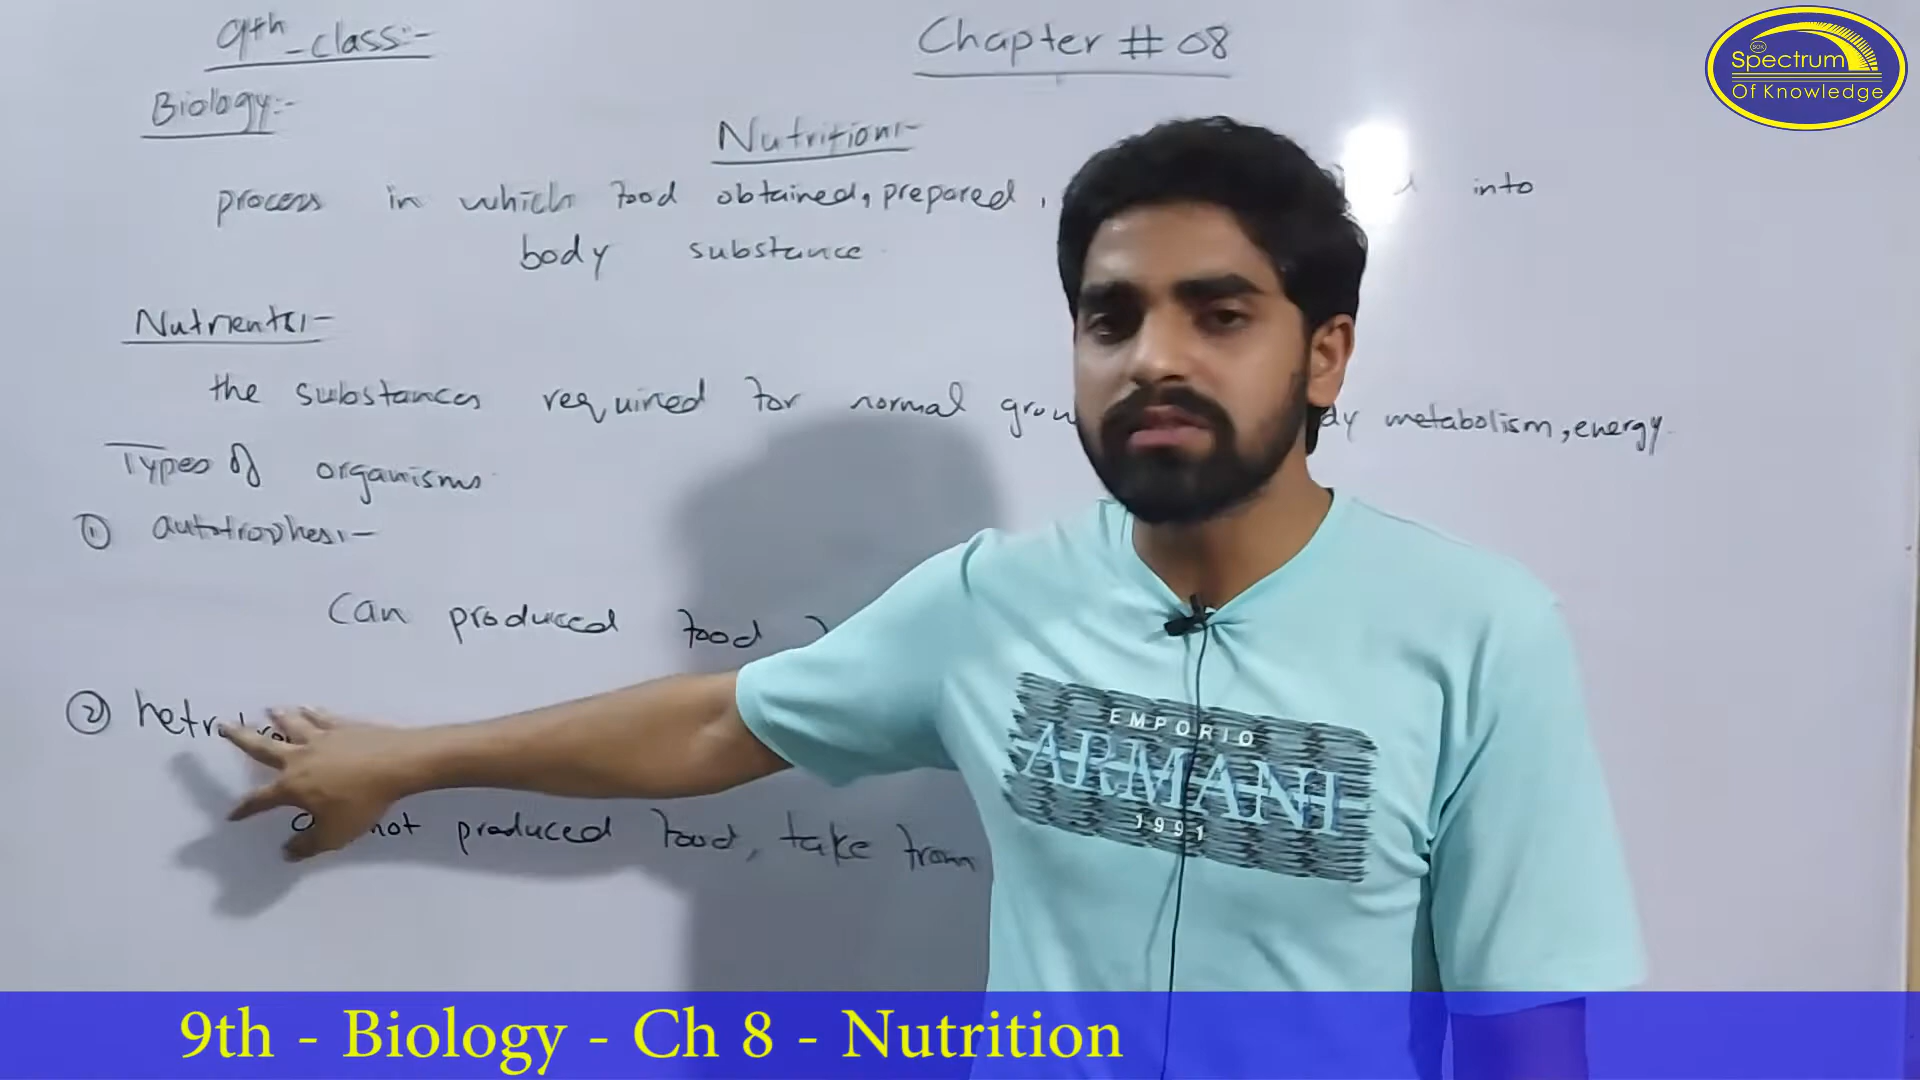 9th class:-
Chapter # 08
Spectrum
Of Knowledge
Biology:-
Nutrition:-
process in which food obtained, prepared, into
body substance
Nutrients:-
the substances required for normal metabolism, energy.
Types of organisms
① autotrophes:-
Can produced food
②
not produced food, take from
EMPORIO
ARMANI
1991
9th - Biology - Ch 8 - Nutrition